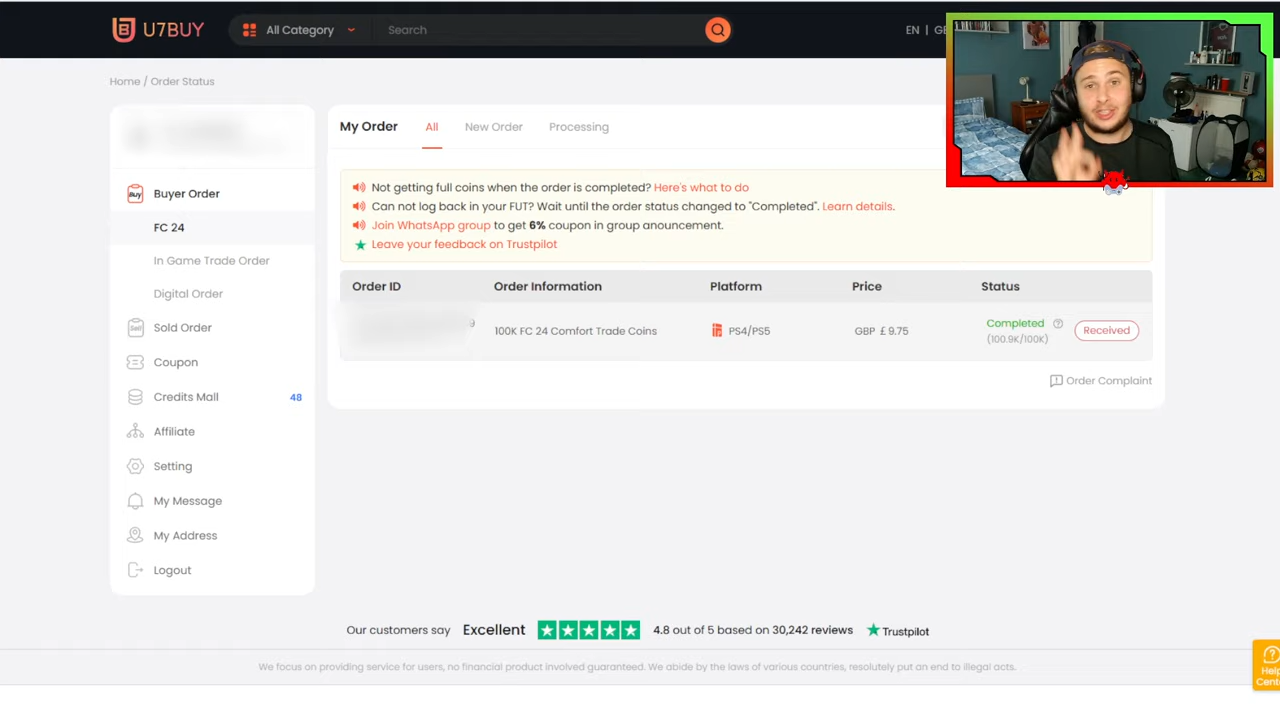 U7BUY
All Category
Search
EN | GB
Home / Order Status
My Order
All
New Order
Processing
Buyer Order
FC 24
In Game Trade Order
Digital Order
Sold Order
Coupon
Credits Mall
48
Affiliate
Setting
My Message
My Address
Logout
Not getting full coins when the order is completed? Here's what to do
Can not log back in your FUT? Wait until the order status changed to "Completed". Learn details.
Join WhatsApp group to get 6% coupon in group anouncement.
Leave your feedback on Trustpilot
Order ID
Order Information
Platform
Price
Status
100K FC 24 Comfort Trade Coins
PS4/PS5
GBP £ 9.75
Completed
(100.9K/100K)
Received
Order Complaint
Our customers say Excellent 4.8 out of 5 based on 30,242 reviews Trustpilot
We focus on providing service for users, no financial product involved guaranteed. We abide by the laws of various countries, resolutely put an end to illegal acts.
Help